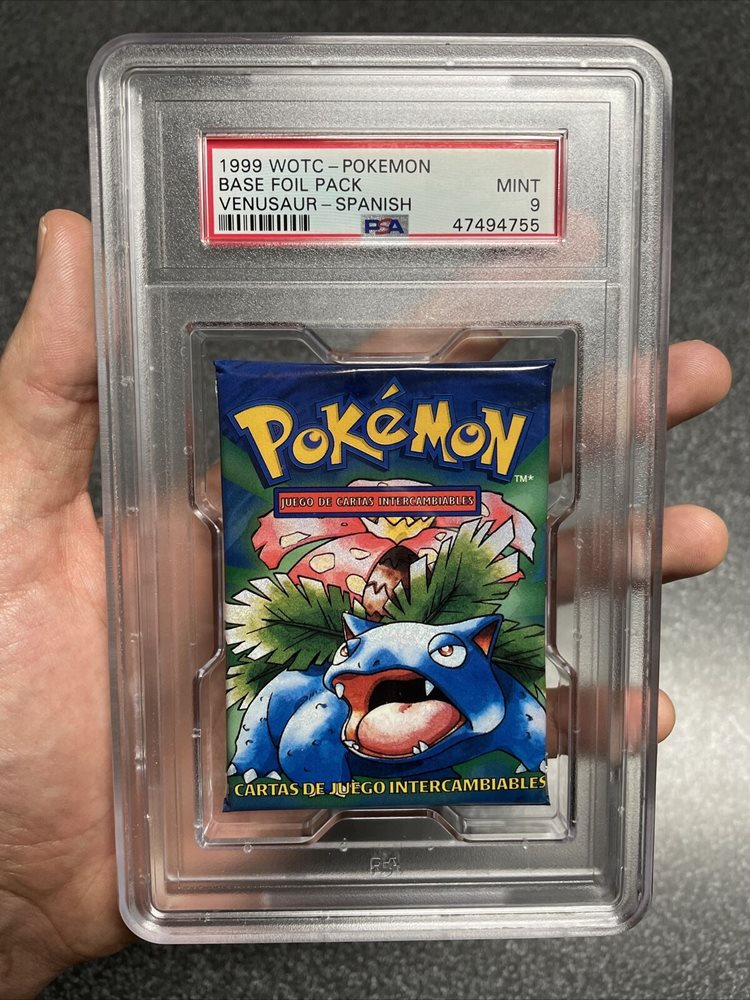 1999 WOTC – POKEMON
BASE FOIL PACK MINT
VENUSAUR – SPANISH 9
PSA 47494755
POKéMON
TM*
JUEGO DE CARTAS INTERCAMBIABLES
CARTAS DE JUEGO INTERCAMBIABLES
PSA